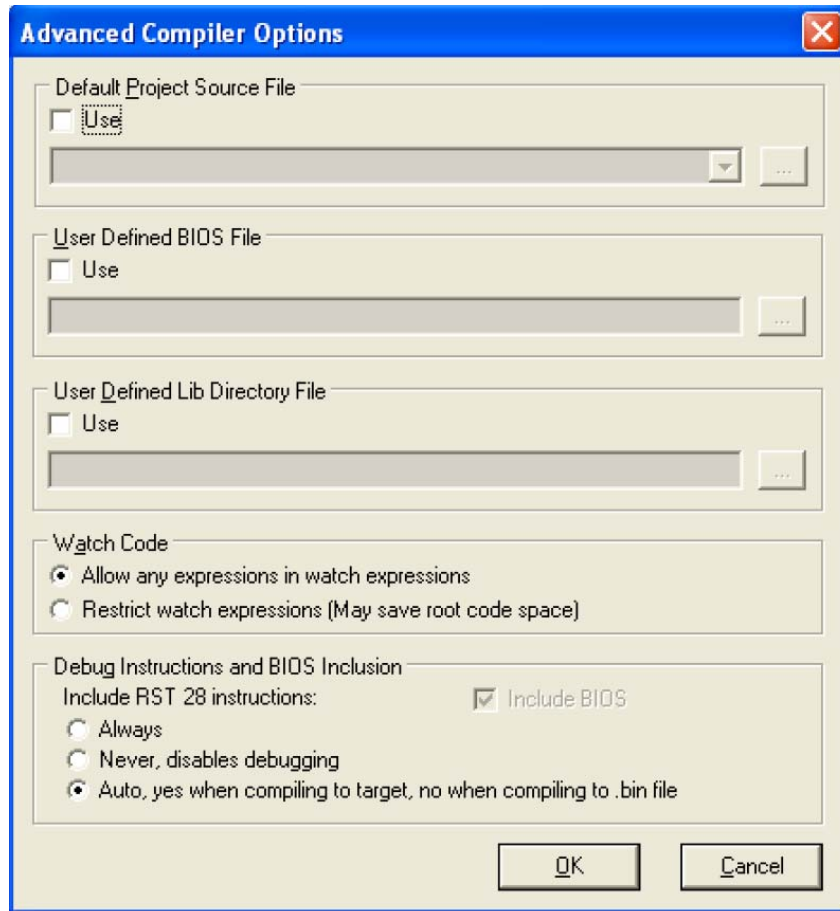 Advanced Compiler Options
Default Project Source File
Use
...
User Defined BIOS File
Use
...
User Defined Lib Directory File
Use
...
Watch Code
Allow any expressions in watch expressions
Restrict watch expressions (May save root code space)
Debug Instructions and BIOS Inclusion
Include RST 28 instructions: Include BIOS
Always
Never, disables debugging
Auto, yes when compiling to target, no when compiling to .bin file
OK Cancel